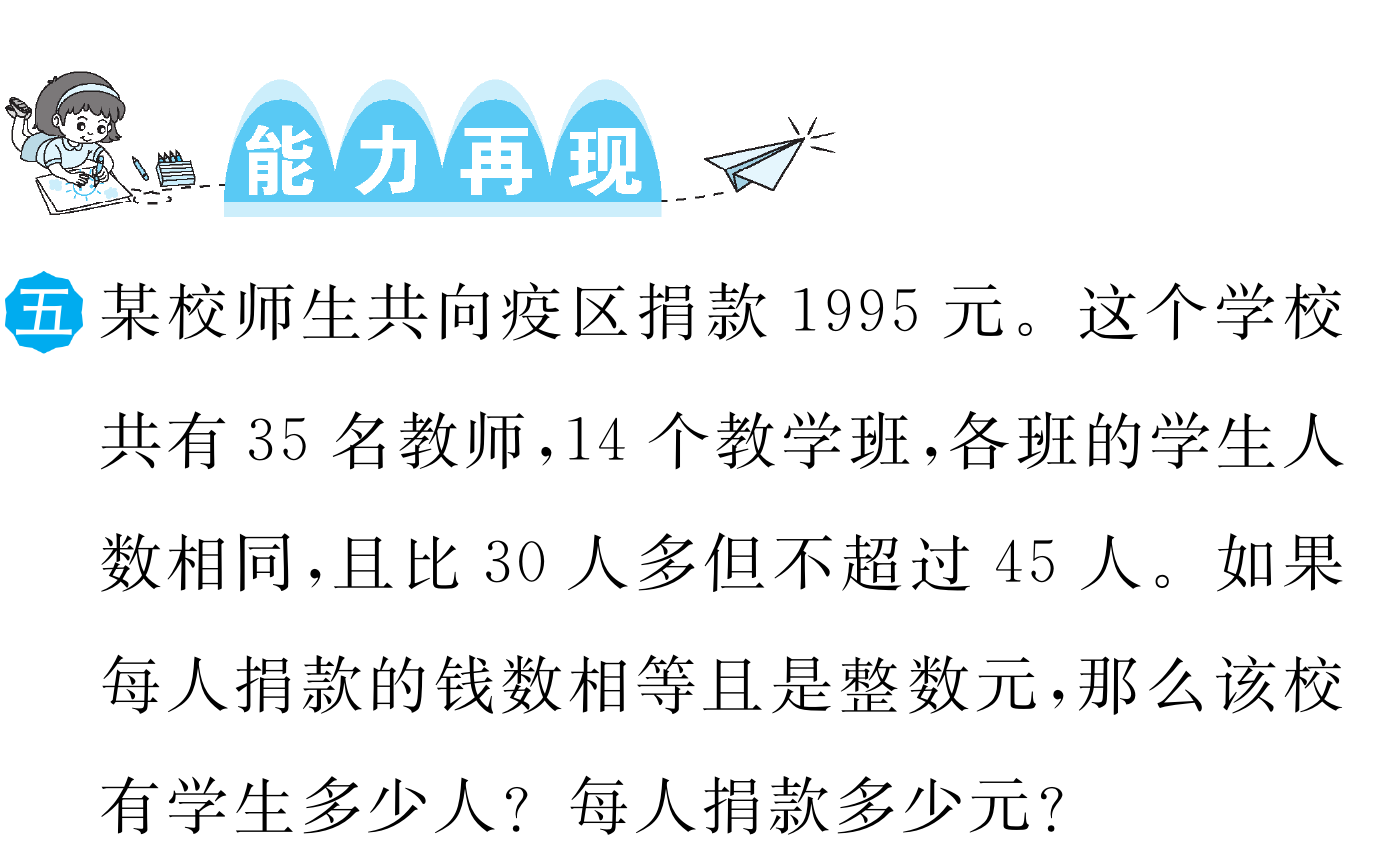 能力再现
五 某校师生共向疫区捐款 1995 元。这个学校
共有 35 名教师,14 个教学班,各班的学生人
数相同,且比 30 人多但不超过 45 人。如果
每人捐款的钱数相等且是整数元,那么该校
有学生多少人? 每人捐款多少元?